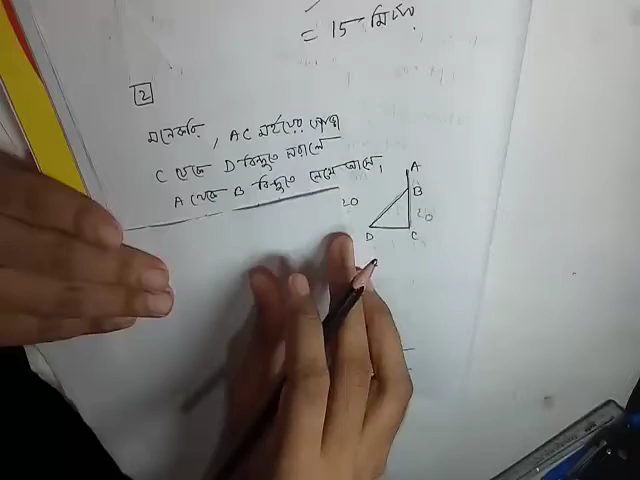 = 15 মিটার
2
মনেকরি, AC মইয়ের গোড়া
C থেকে D বিন্দুতে সরালে
A থেকে B বিন্দুতে নেমে আসে,
A
B
20
20
D
C